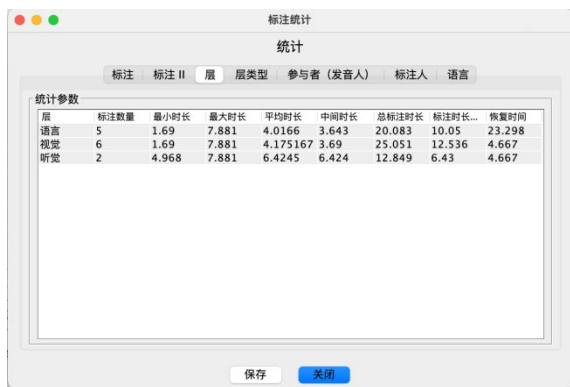 标注统计
统计
标注 标注 II 层 层类型 参与者（发音人） 标注人 语言
统计参数
层 标注数量 最小时长 最大时长 平均时长 中间时长 总标注时长 标注时长... 恢复时间
语言 5 1.69 7.881 4.0166 3.643 20.083 10.05 23.298
视觉 6 1.69 7.881 4.175167 3.69 25.051 12.536 4.667
听觉 2 4.968 7.881 6.4245 6.424 12.849 6.43 4.667
保存 关闭